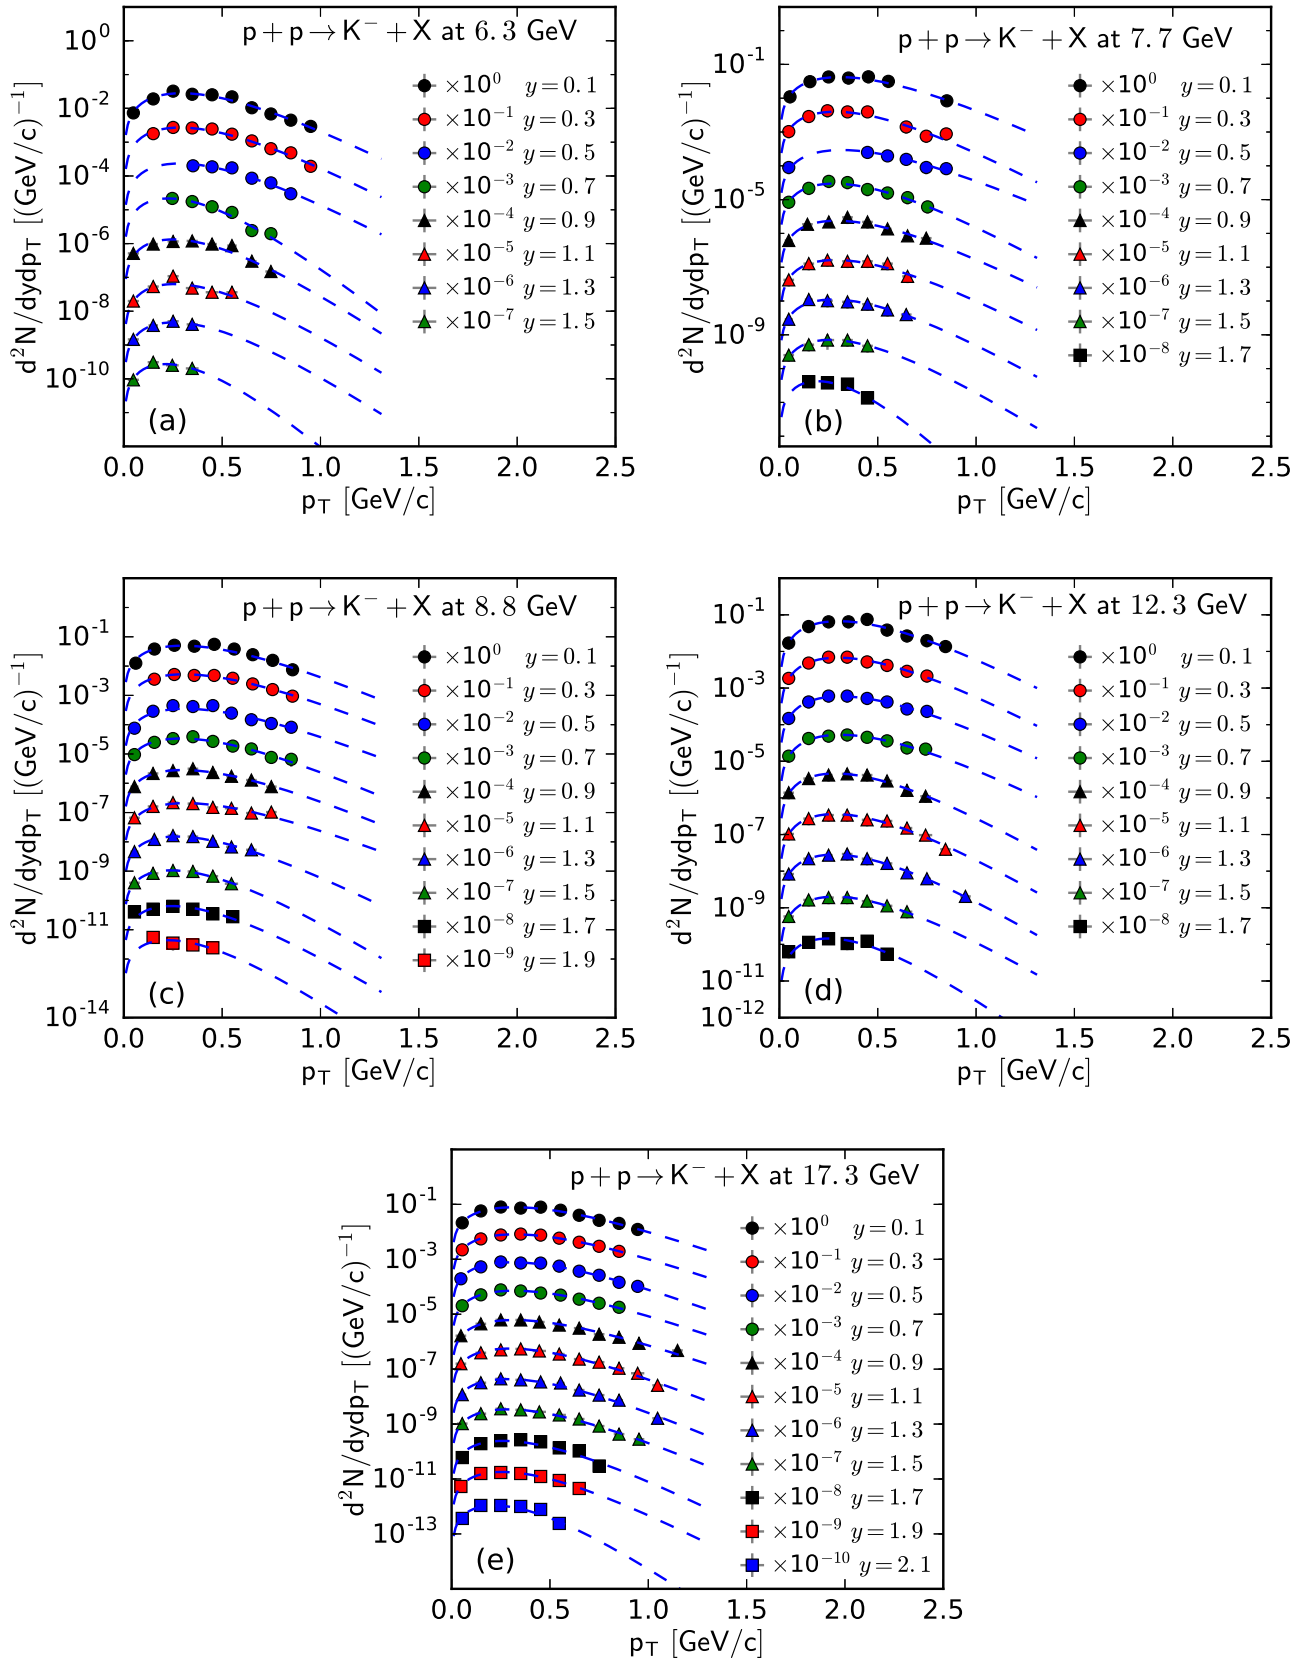 p + p → K⁻ + X at 6.3 GeV
d²N/dydp_T [(GeV/c)⁻¹]
10⁰
10⁻²
10⁻⁴
10⁻⁶
10⁻⁸
10⁻¹⁰
×10⁰ y = 0.1
×10⁻¹ y = 0.3
×10⁻² y = 0.5
×10⁻³ y = 0.7
×10⁻⁴ y = 0.9
×10⁻⁵ y = 1.1
×10⁻⁶ y = 1.3
×10⁻⁷ y = 1.5
(a)
0.0 0.5 1.0 1.5 2.0 2.5
p_T [GeV/c]
p + p → K⁻ + X at 7.7 GeV
d²N/dydp_T [(GeV/c)⁻¹]
10⁻¹
10⁻⁵
10⁻⁹
×10⁰ y = 0.1
×10⁻¹ y = 0.3
×10⁻² y = 0.5
×10⁻³ y = 0.7
×10⁻⁴ y = 0.9
×10⁻⁵ y = 1.1
×10⁻⁶ y = 1.3
×10⁻⁷ y = 1.5
×10⁻⁸ y = 1.7
(b)
0.0 0.5 1.0 1.5 2.0 2.5
p_T [GeV/c]
p + p → K⁻ + X at 8.8 GeV
d²N/dydp_T [(GeV/c)⁻¹]
10⁻¹
10⁻³
10⁻⁵
10⁻⁷
10⁻⁹
10⁻¹¹
10⁻¹⁴
×10⁰ y = 0.1
×10⁻¹ y = 0.3
×10⁻² y = 0.5
×10⁻³ y = 0.7
×10⁻⁴ y = 0.9
×10⁻⁵ y = 1.1
×10⁻⁶ y = 1.3
×10⁻⁷ y = 1.5
×10⁻⁸ y = 1.7
×10⁻⁹ y = 1.9
(c)
0.0 0.5 1.0 1.5 2.0 2.5
p_T [GeV/c]
p + p → K⁻ + X at 12.3 GeV
d²N/dydp_T [(GeV/c)⁻¹]
10⁻¹
10⁻³
10⁻⁵
10⁻⁷
10⁻⁹
10⁻¹¹
10⁻¹²
×10⁰ y = 0.1
×10⁻¹ y = 0.3
×10⁻² y = 0.5
×10⁻³ y = 0.7
×10⁻⁴ y = 0.9
×10⁻⁵ y = 1.1
×10⁻⁶ y = 1.3
×10⁻⁷ y = 1.5
×10⁻⁸ y = 1.7
(d)
0.0 0.5 1.0 1.5 2.0 2.5
p_T [GeV/c]
p + p → K⁻ + X at 17.3 GeV
d²N/dydp_T [(GeV/c)⁻¹]
10⁻¹
10⁻³
10⁻⁵
10⁻⁷
10⁻⁹
10⁻¹¹
10⁻¹³
×10⁰ y = 0.1
×10⁻¹ y = 0.3
×10⁻² y = 0.5
×10⁻³ y = 0.7
×10⁻⁴ y = 0.9
×10⁻⁵ y = 1.1
×10⁻⁶ y = 1.3
×10⁻⁷ y = 1.5
×10⁻⁸ y = 1.7
×10⁻⁹ y = 1.9
×10⁻¹⁰ y = 2.1
(e)
0.0 0.5 1.0 1.5 2.0 2.5
p_T [GeV/c]